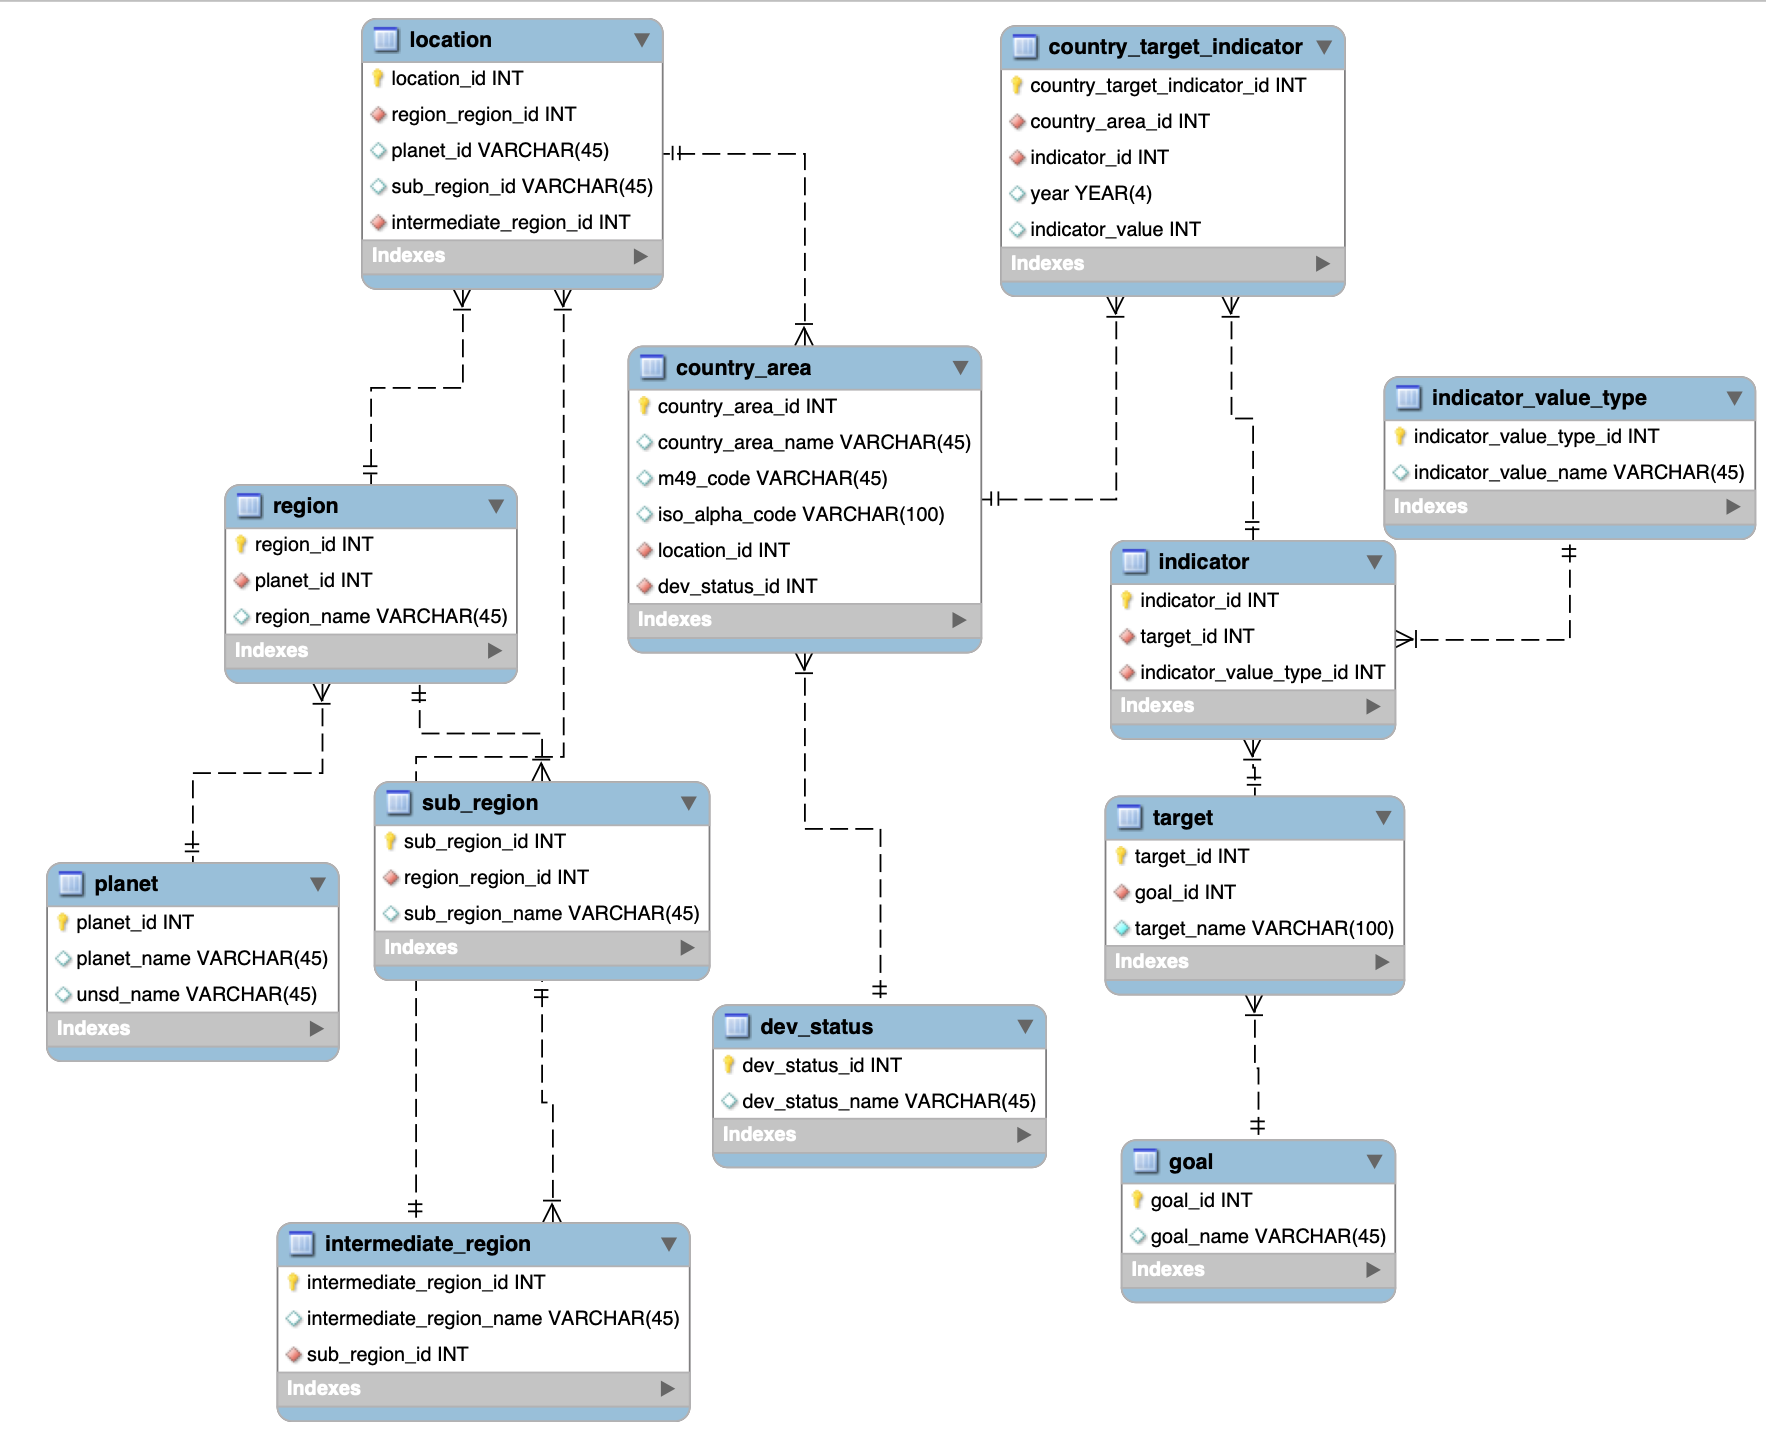 location
location_id INT
region_region_id INT
planet_id VARCHAR(45)
sub_region_id VARCHAR(45)
intermediate_region_id INT
Indexes
country_target_indicator
country_target_indicator_id INT
country_area_id INT
indicator_id INT
year YEAR(4)
indicator_value INT
Indexes
country_area
country_area_id INT
country_area_name VARCHAR(45)
m49_code VARCHAR(45)
iso_alpha_code VARCHAR(100)
location_id INT
dev_status_id INT
Indexes
indicator_value_type
indicator_value_type_id INT
indicator_value_name VARCHAR(45)
Indexes
region
region_id INT
planet_id INT
region_name VARCHAR(45)
Indexes
indicator
indicator_id INT
target_id INT
indicator_value_type_id INT
Indexes
sub_region
sub_region_id INT
region_region_id INT
sub_region_name VARCHAR(45)
Indexes
target
target_id INT
goal_id INT
target_name VARCHAR(100)
Indexes
planet
planet_id INT
planet_name VARCHAR(45)
unsd_name VARCHAR(45)
Indexes
dev_status
dev_status_id INT
dev_status_name VARCHAR(45)
Indexes
goal
goal_id INT
goal_name VARCHAR(45)
Indexes
intermediate_region
intermediate_region_id INT
intermediate_region_name VARCHAR(45)
sub_region_id INT
Indexes